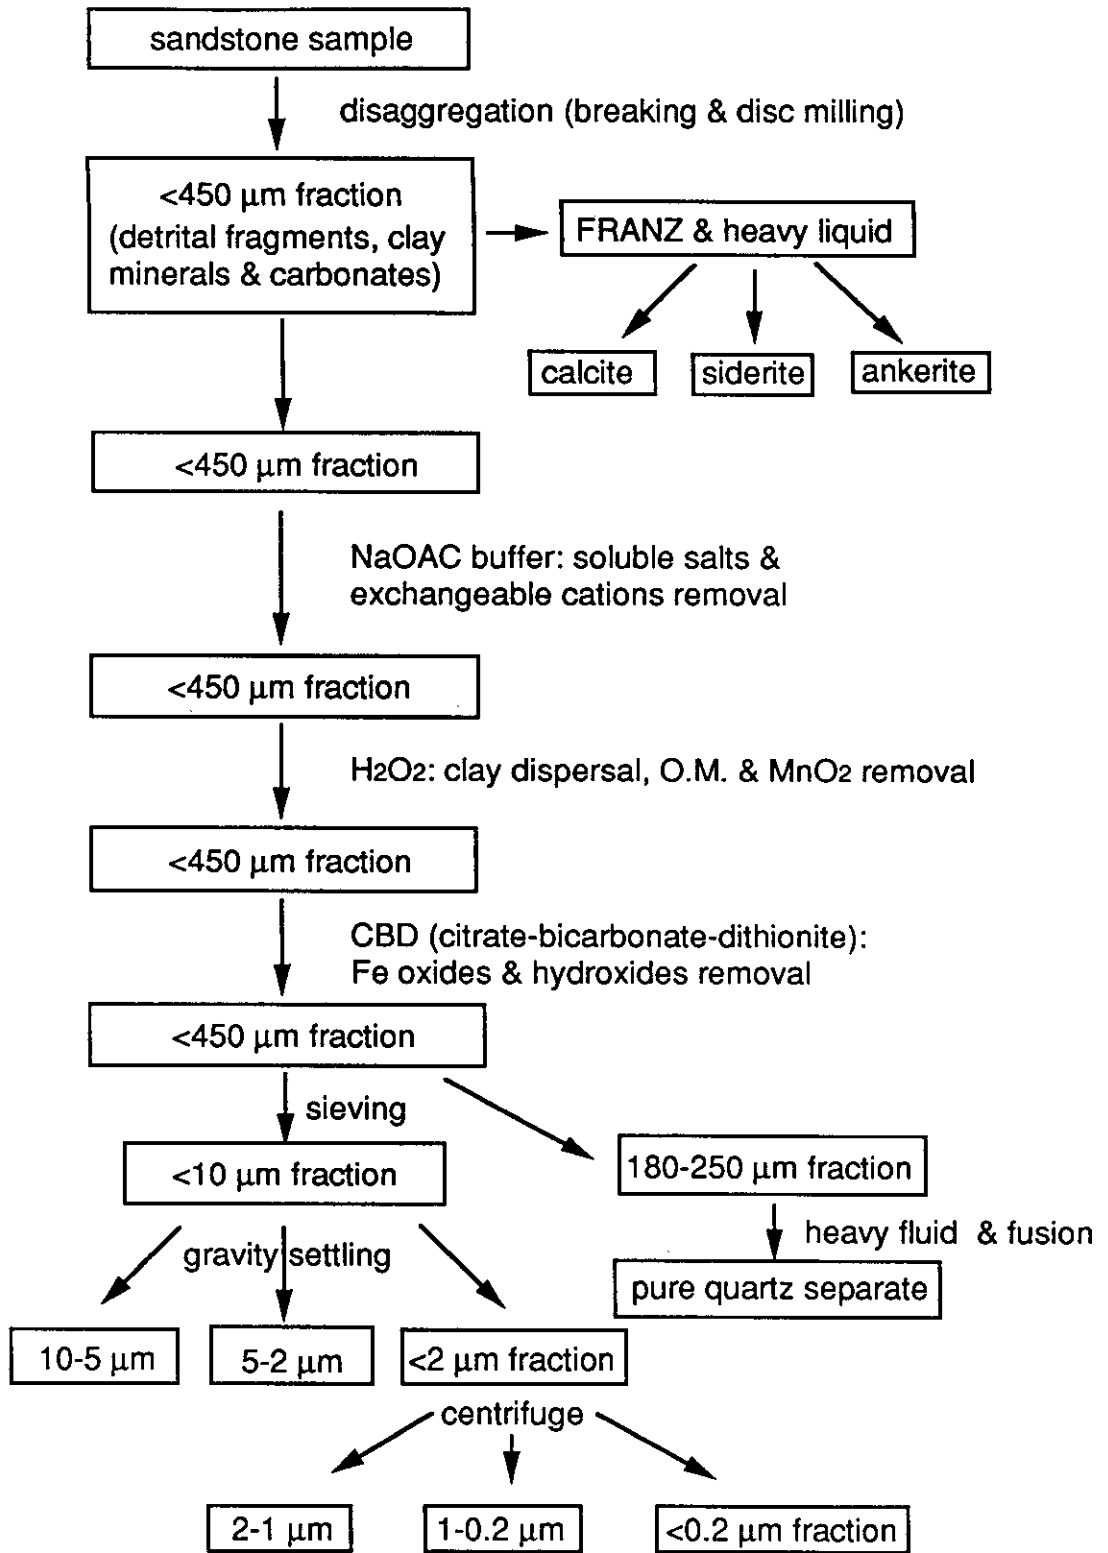 sandstone sample
disaggregation (breaking & disc milling)
<450 µm fraction
(detrital fragments, clay
minerals & carbonates)
FRANZ & heavy liquid
calcite
siderite
ankerite
<450 µm fraction
NaOAC buffer: soluble salts &
exchangeable cations removal
<450 µm fraction
H2O2: clay dispersal, O.M. & MnO2 removal
<450 µm fraction
CBD (citrate-bicarbonate-dithionite):
Fe oxides & hydroxides removal
<450 µm fraction
sieving
<10 µm fraction
180-250 µm fraction
heavy fluid & fusion
gravity settling
pure quartz separate
10-5 µm
5-2 µm
<2 µm fraction
centrifuge
2-1 µm
1-0.2 µm
<0.2 µm fraction